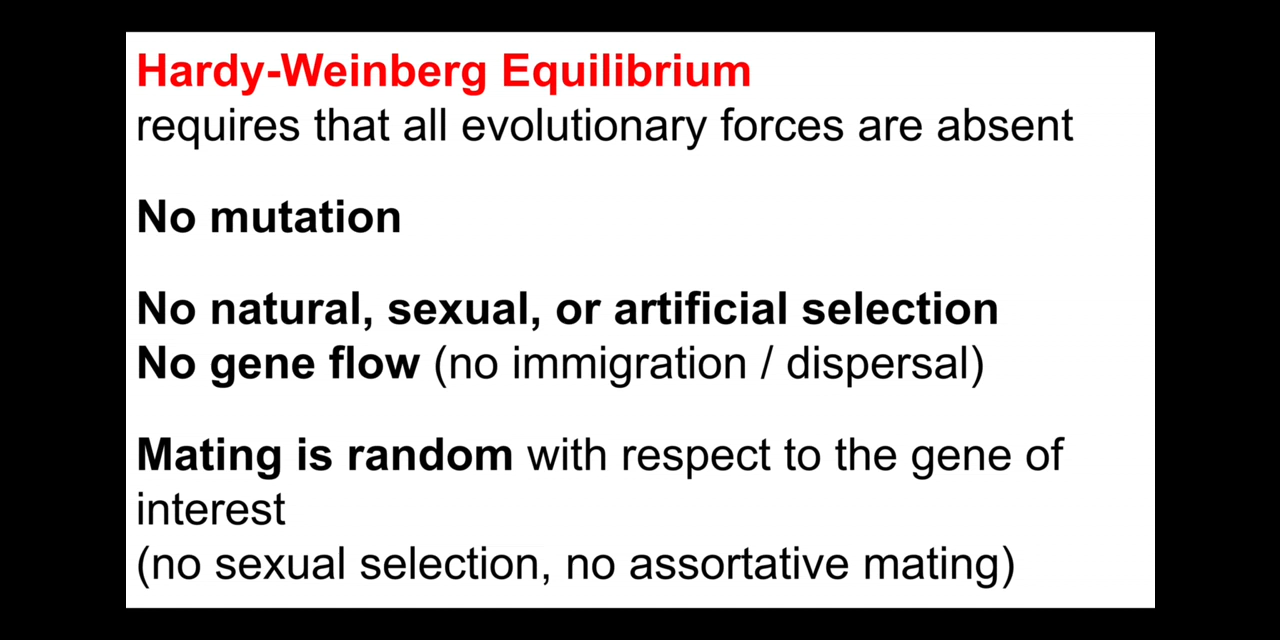 Hardy-Weinberg Equilibrium
requires that all evolutionary forces are absent
No mutation
No natural, sexual, or artificial selection
No gene flow (no immigration / dispersal)
Mating is random with respect to the gene of
interest
(no sexual selection, no assortative mating)